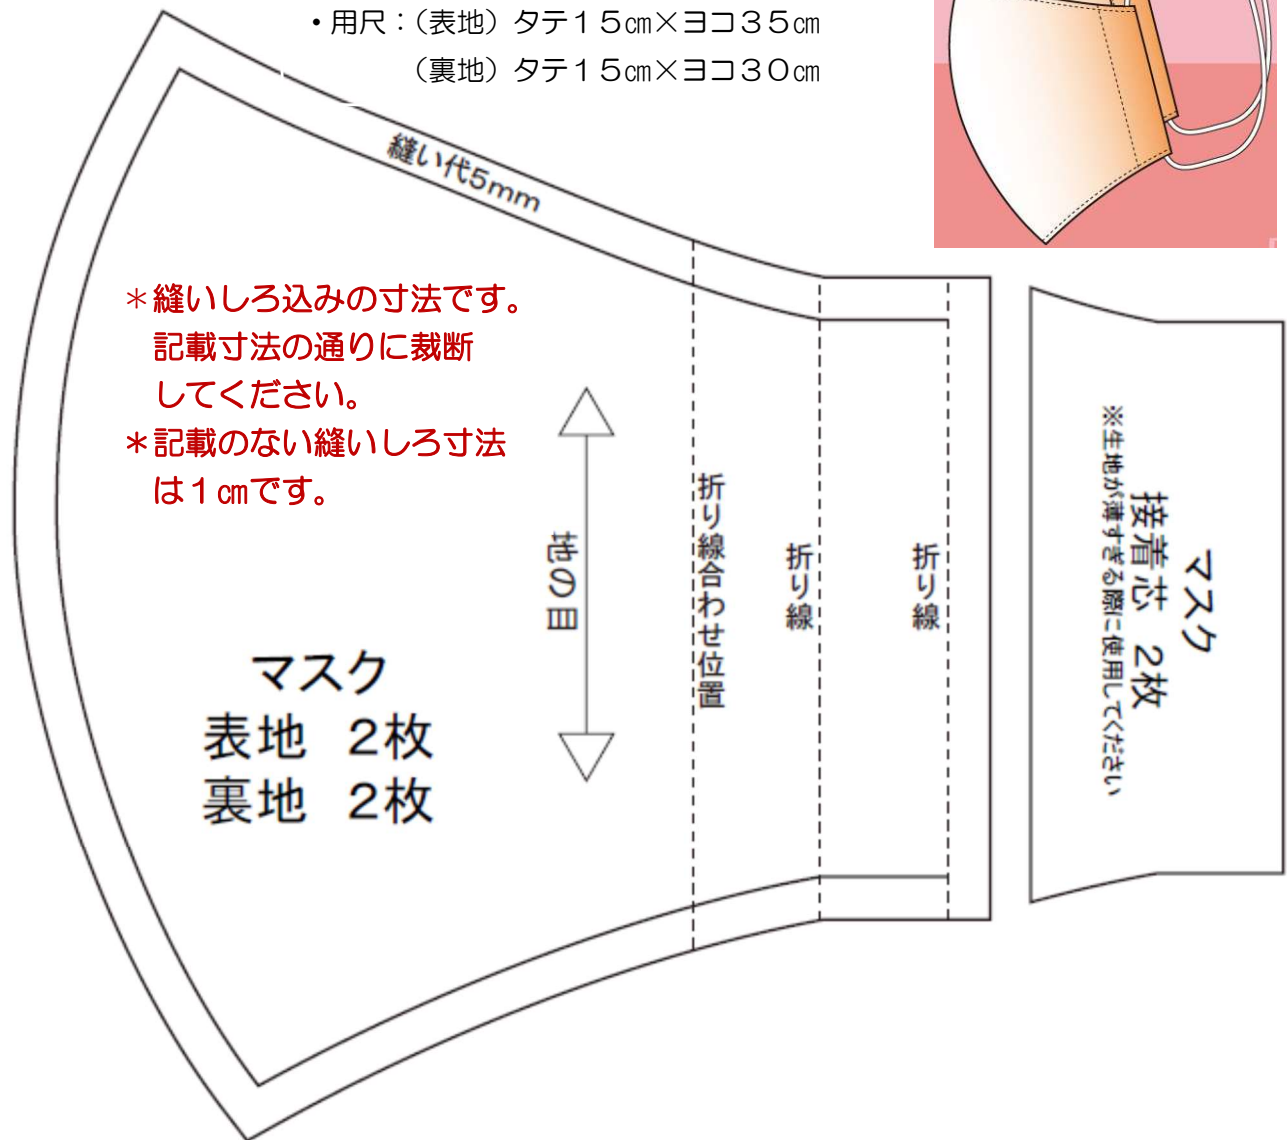 ・用尺：（表地）タテ１５㎝×ヨコ３５㎝
（裏地）タテ１５㎝×ヨコ３０㎝
縫い代5mm
＊縫いしろ込みの寸法です。
記載寸法の通りに裁断
してください。
＊記載のない縫いしろ寸法
は１㎝です。
地の目
折り線合わせ位置
折り線
折り線
マスク
表地　２枚
裏地　２枚
マスク
接着芯　２枚
※生地が薄すぎる際に使用してください